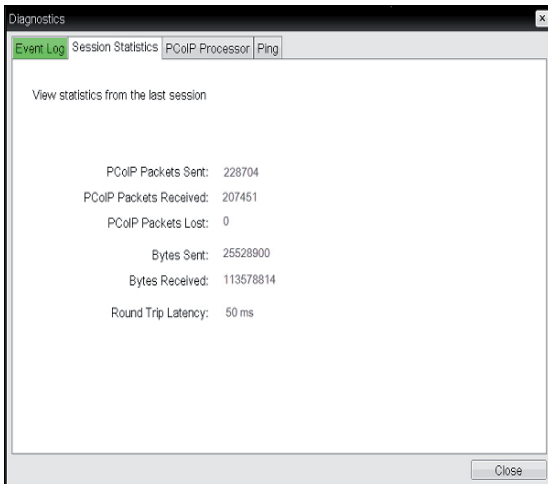 Diagnostics
Event Log Session Statistics PCoIP Processor Ping
View statistics from the last session
PCoIP Packets Sent: 228704
PCoIP Packets Received: 207451
PCoIP Packets Lost: 0
Bytes Sent: 25528900
Bytes Received: 113578814
Round Trip Latency: 50 ms
Close